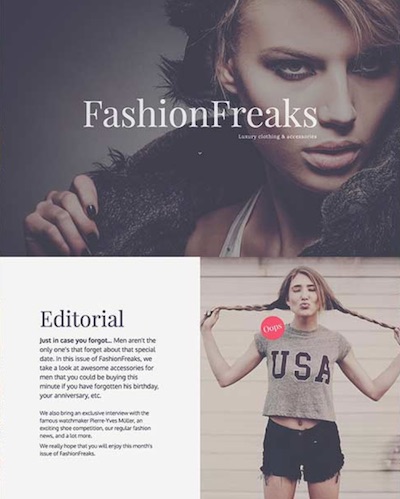 FashionFreaks
Luxury clothing & accessories
Editorial
Just in case you forgot... Men aren't the
only one's that forget about that special
date. In this issue of FashionFreaks, we
take a look at awesome accessories for
men that you could be buying this
minute if you have forgotten his birthday,
your anniversary, etc.
We also bring an exclusive interview with the
famous watchmaker Pierre-Yves Müller, an
exciting shoe competition, our regular fashion
news, and a lot more.
We really hope that you will enjoy this month's
issue of FashionFreaks.
Oops
USA